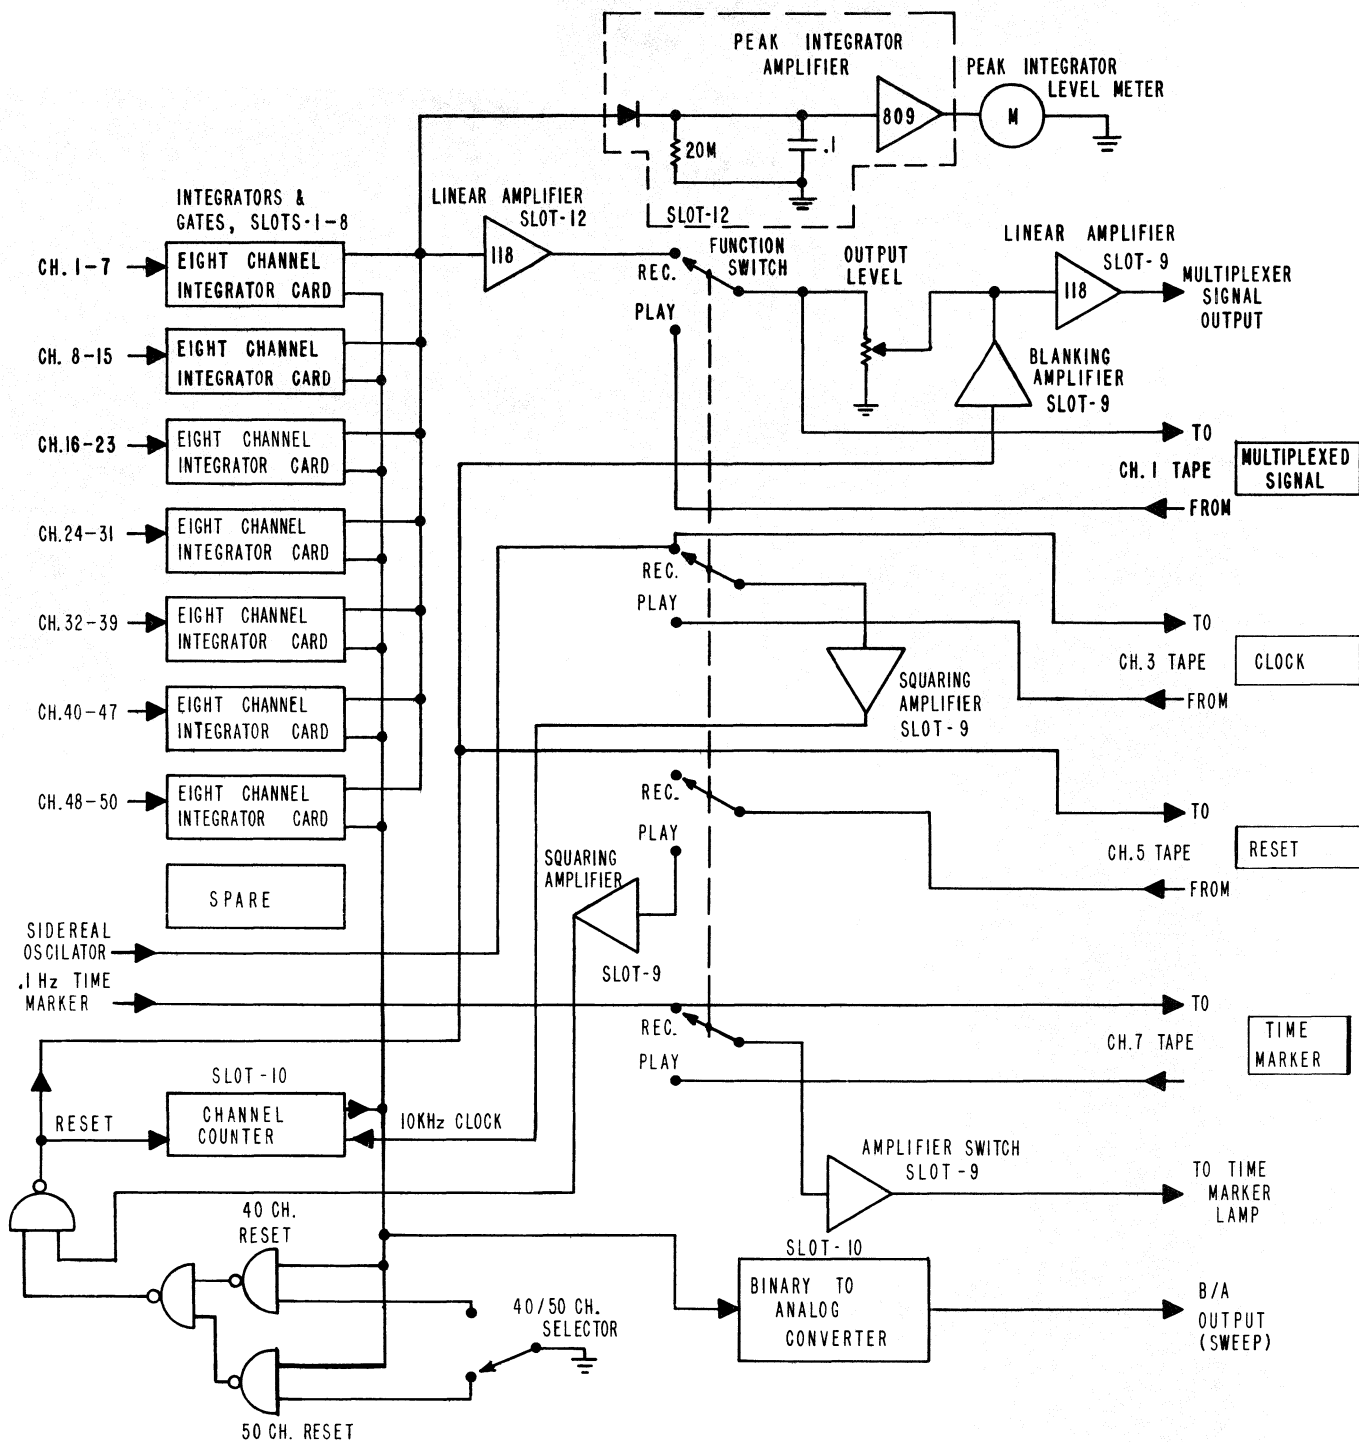 PEAK INTEGRATOR
AMPLIFIER
PEAK INTEGRATOR
LEVEL METER
809
M
20M
.1
SLOT-12
INTEGRATORS &
GATES, SLOTS-1-8
LINEAR AMPLIFIER
SLOT-12
118
FUNCTION
SWITCH
REC.
PLAY
OUTPUT
LEVEL
LINEAR AMPLIFIER
SLOT-9
118
MULTIPLEXER
SIGNAL
OUTPUT
BLANKING
AMPLIFIER
SLOT-9
CH. 1-7
EIGHT CHANNEL
INTEGRATOR CARD
CH. 8-15
EIGHT CHANNEL
INTEGRATOR CARD
CH.16-23
EIGHT CHANNEL
INTEGRATOR CARD
CH.24-31
EIGHT CHANNEL
INTEGRATOR CARD
CH.32-39
EIGHT CHANNEL
INTEGRATOR CARD
CH.40-47
EIGHT CHANNEL
INTEGRATOR CARD
CH.48-50
EIGHT CHANNEL
INTEGRATOR CARD
SPARE
TO
CH.1 TAPE
FROM
MULTIPLEXED
SIGNAL
REC.
PLAY
TO
CH.3 TAPE
FROM
CLOCK
SQUARING
AMPLIFIER
SLOT-9
REC.
PLAY
TO
CH.5 TAPE
FROM
RESET
SQUARING
AMPLIFIER
SLOT-9
SIDEREAL
OSCILATOR
.1 Hz TIME
MARKER
REC.
PLAY
TO
CH.7 TAPE
TIME
MARKER
SLOT-10
CHANNEL
COUNTER
RESET
10KHz CLOCK
AMPLIFIER SWITCH
SLOT-9
TO TIME
MARKER
LAMP
40 CH.
RESET
50 CH. RESET
40/50 CH.
SELECTOR
SLOT-10
BINARY TO
ANALOG
CONVERTER
B/A
OUTPUT
(SWEEP)